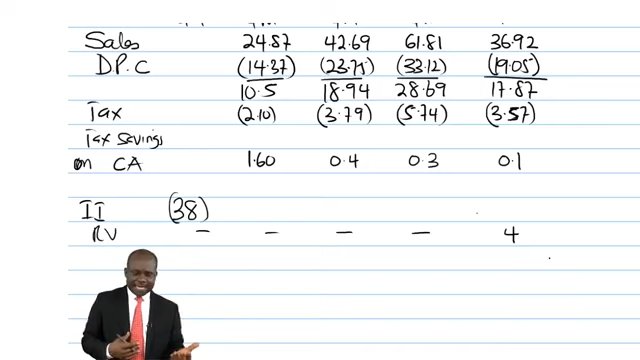 Sales 24.87 42.69 61.81 36.92
D.P.C (14.37) (23.75) (33.12) (19.05)
10.5 18.94 28.69 17.87
Tax (2.10) (3.79) (5.74) (3.57)
Tax savings
on CA 1.60 0.4 0.3 0.1
II (38)
RV - - - - 4